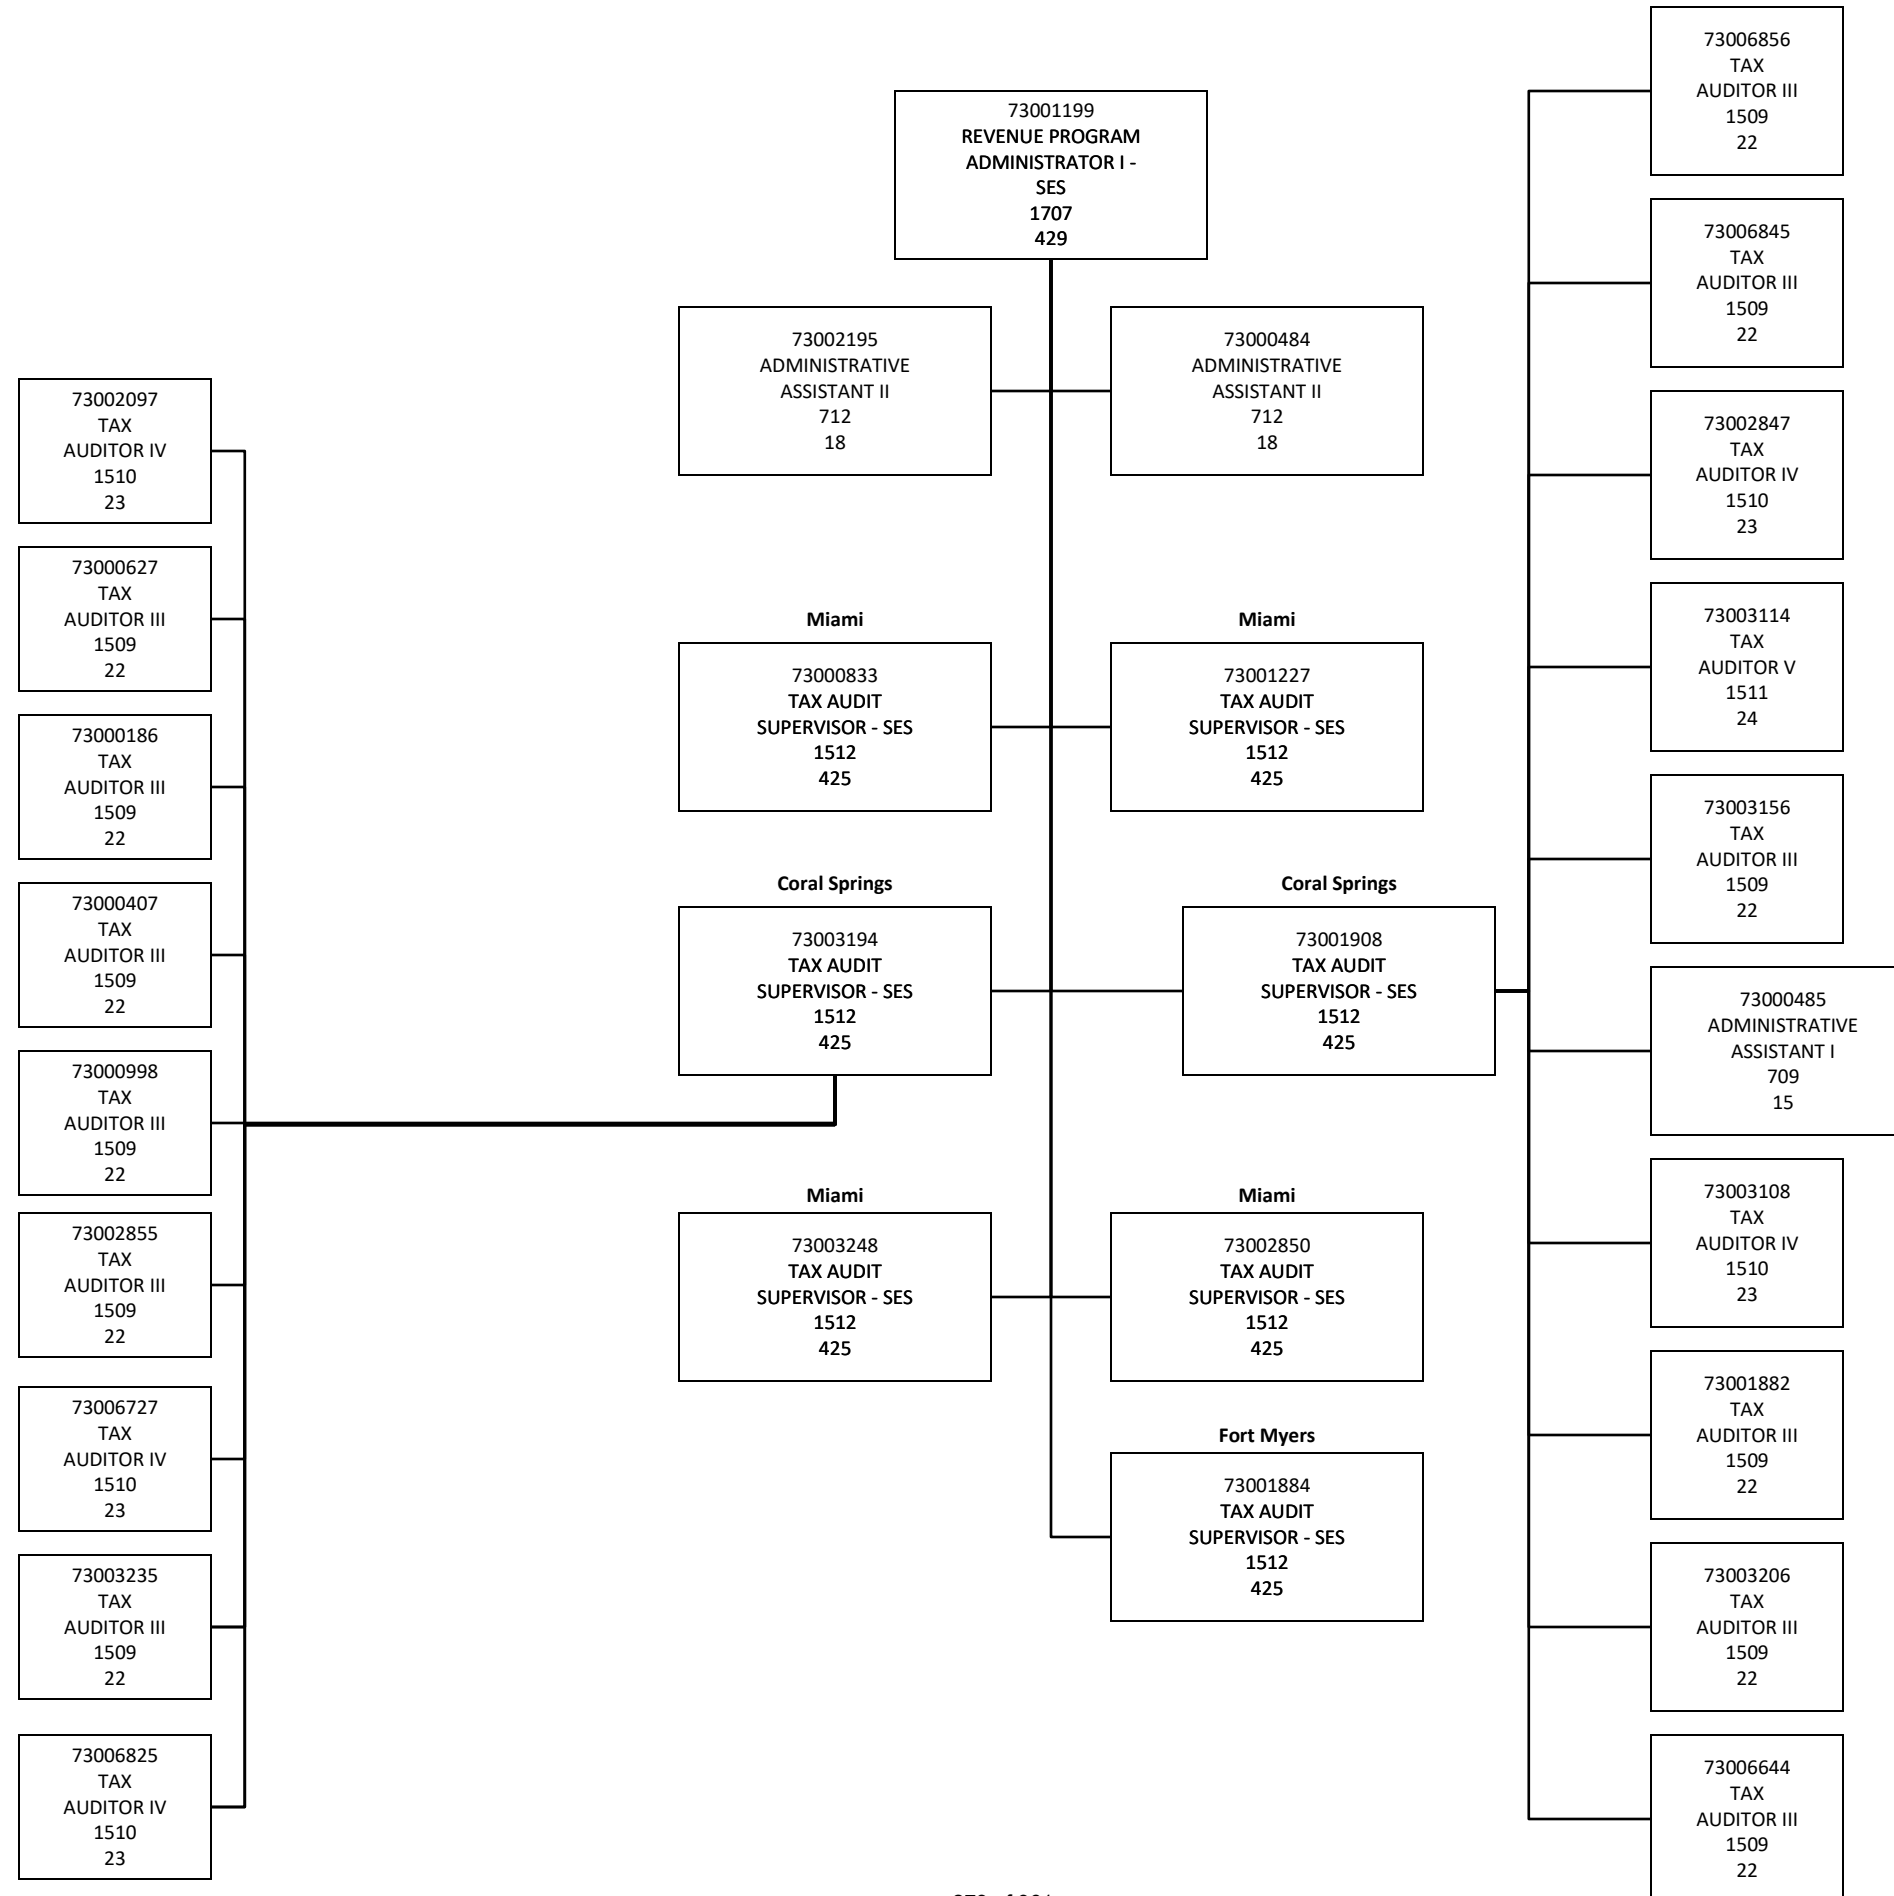 73001199
REVENUE PROGRAM
ADMINISTRATOR I -
SES
1707
429
73002195
ADMINISTRATIVE
ASSISTANT II
712
18
73000484
ADMINISTRATIVE
ASSISTANT II
712
18
Miami
73000833
TAX AUDIT
SUPERVISOR - SES
1512
425
Miami
73001227
TAX AUDIT
SUPERVISOR - SES
1512
425
Coral Springs
73003194
TAX AUDIT
SUPERVISOR - SES
1512
425
Coral Springs
73001908
TAX AUDIT
SUPERVISOR - SES
1512
425
Miami
73003248
TAX AUDIT
SUPERVISOR - SES
1512
425
Miami
73002850
TAX AUDIT
SUPERVISOR - SES
1512
425
Fort Myers
73001884
TAX AUDIT
SUPERVISOR - SES
1512
425
73002097
TAX
AUDITOR IV
1510
23
73000627
TAX
AUDITOR III
1509
22
73000186
TAX
AUDITOR III
1509
22
73000407
TAX
AUDITOR III
1509
22
73000998
TAX
AUDITOR III
1509
22
73002855
TAX
AUDITOR III
1509
22
73006727
TAX
AUDITOR IV
1510
23
73003235
TAX
AUDITOR III
1509
22
73006825
TAX
AUDITOR IV
1510
23
73006856
TAX
AUDITOR III
1509
22
73006845
TAX
AUDITOR III
1509
22
73002847
TAX
AUDITOR IV
1510
23
73003114
TAX
AUDITOR V
1511
24
73003156
TAX
AUDITOR III
1509
22
73000485
ADMINISTRATIVE
ASSISTANT I
709
15
73003108
TAX
AUDITOR IV
1510
23
73001882
TAX
AUDITOR III
1509
22
73003206
TAX
AUDITOR III
1509
22
73006644
TAX
AUDITOR III
1509
22